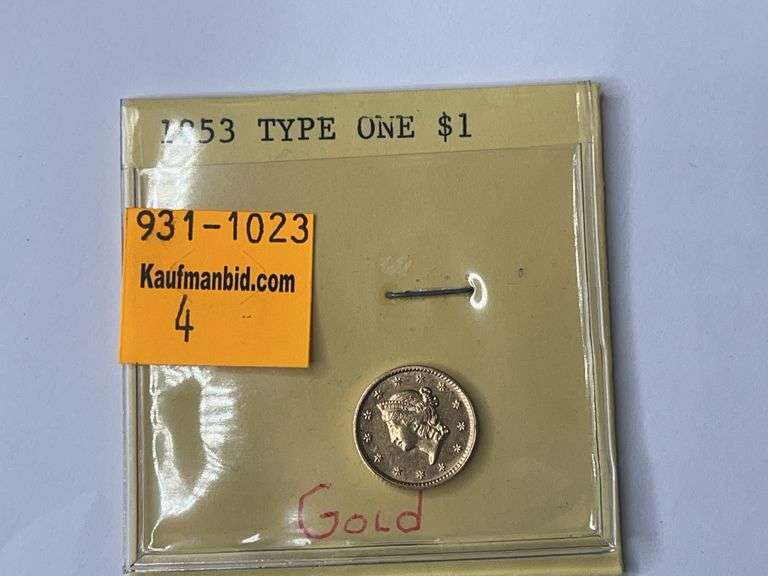 1853 TYPE ONE $1
931-1023
Kaufmanbid.com
4
Gold